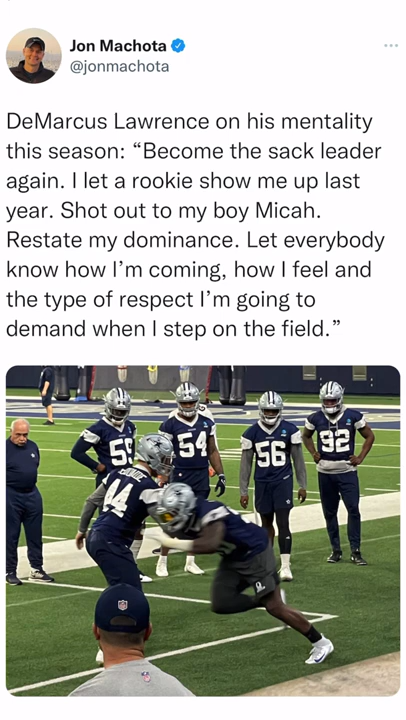 Jon Machota
@jonmachota
DeMarcus Lawrence on his mentality
this season: “Become the sack leader
again. I let a rookie show me up last
year. Shot out to my boy Micah.
Restate my dominance. Let everybody
know how I’m coming, how I feel and
the type of respect I’m going to
demand when I step on the field.”
54
56
92
44
NFL